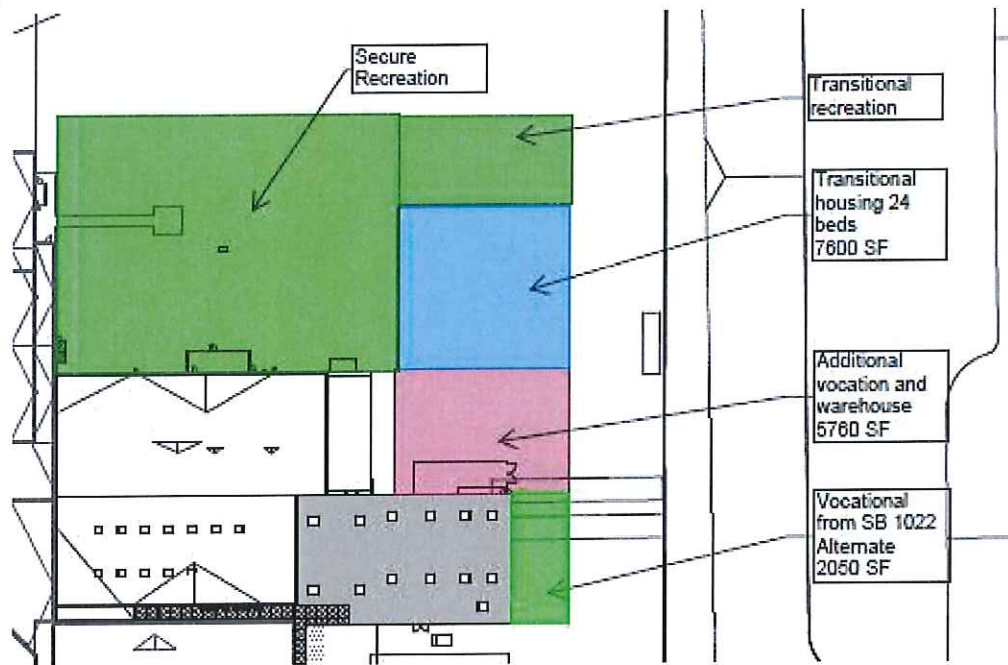 Secure
Recreation
Transitional
recreation
Transitional
housing 24
beds
7600 SF
Additional
vocation and
warehouse
5760 SF
Vocational
from SB 1022
Alternate
2050 SF